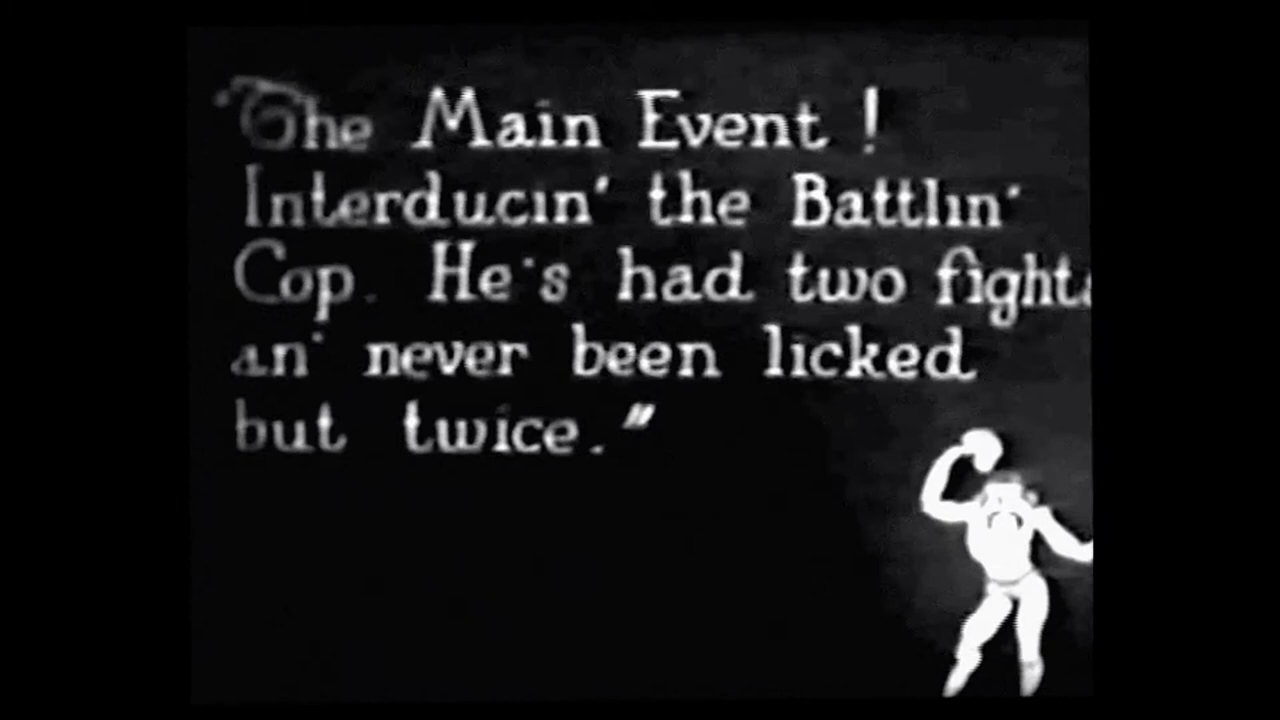 "The Main Event !
Interducin' the Battlin'
Cop. He's had two fights
an' never been licked
but twice."